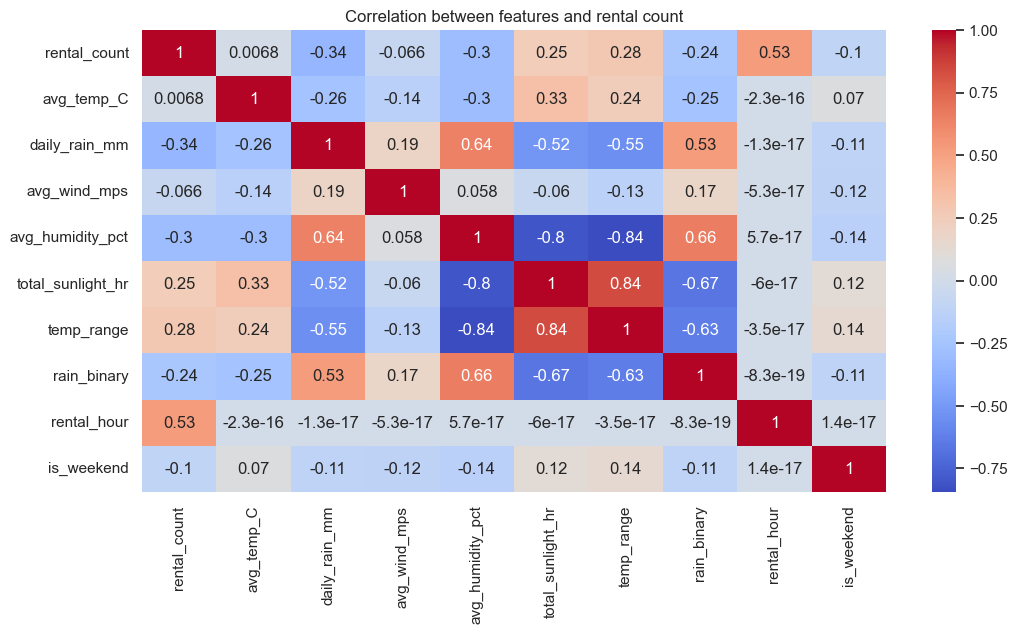 Correlation between features and rental count
rental_count 1 0.0068 -0.34 -0.066 -0.3 0.25 0.28 -0.24 0.53 -0.1
avg_temp_C 0.0068 1 -0.26 -0.14 -0.3 0.33 0.24 -0.25 -2.3e-16 0.07
daily_rain_mm -0.34 -0.26 1 0.19 0.64 -0.52 -0.55 0.53 -1.3e-17 -0.11
avg_wind_mps -0.066 -0.14 0.19 1 0.058 -0.06 -0.13 0.17 -5.3e-17 -0.12
avg_humidity_pct -0.3 -0.3 0.64 0.058 1 -0.8 -0.84 0.66 5.7e-17 -0.14
total_sunlight_hr 0.25 0.33 -0.52 -0.06 -0.8 1 0.84 -0.67 -6e-17 0.12
temp_range 0.28 0.24 -0.55 -0.13 -0.84 0.84 1 -0.63 -3.5e-17 0.14
rain_binary -0.24 -0.25 0.53 0.17 0.66 -0.67 -0.63 1 -8.3e-19 -0.11
rental_hour 0.53 -2.3e-16 -1.3e-17 -5.3e-17 5.7e-17 -6e-17 -3.5e-17 -8.3e-19 1 1.4e-17
is_weekend -0.1 0.07 -0.11 -0.12 -0.14 0.12 0.14 -0.11 1.4e-17 1
rental_count
avg_temp_C
daily_rain_mm
avg_wind_mps
avg_humidity_pct
total_sunlight_hr
temp_range
rain_binary
rental_hour
is_weekend
1.00
0.75
0.50
0.25
0.00
−0.25
−0.50
−0.75